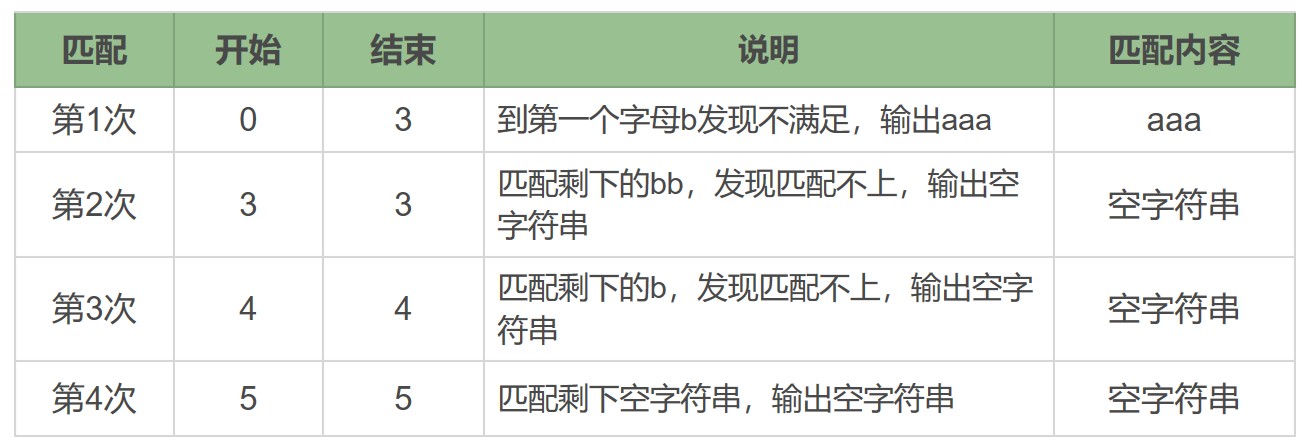 匹配 开始 结束 说明 匹配内容
第1次 0 3 到第一个字母b发现不满足，输出aaa aaa
第2次 3 3 匹配剩下的bb，发现匹配不上，输出空 空字符串
字符串
第3次 4 4 匹配剩下的b，发现匹配不上，输出空字 空字符串
符串
第4次 5 5 匹配剩下空字符串，输出空字符串 空字符串